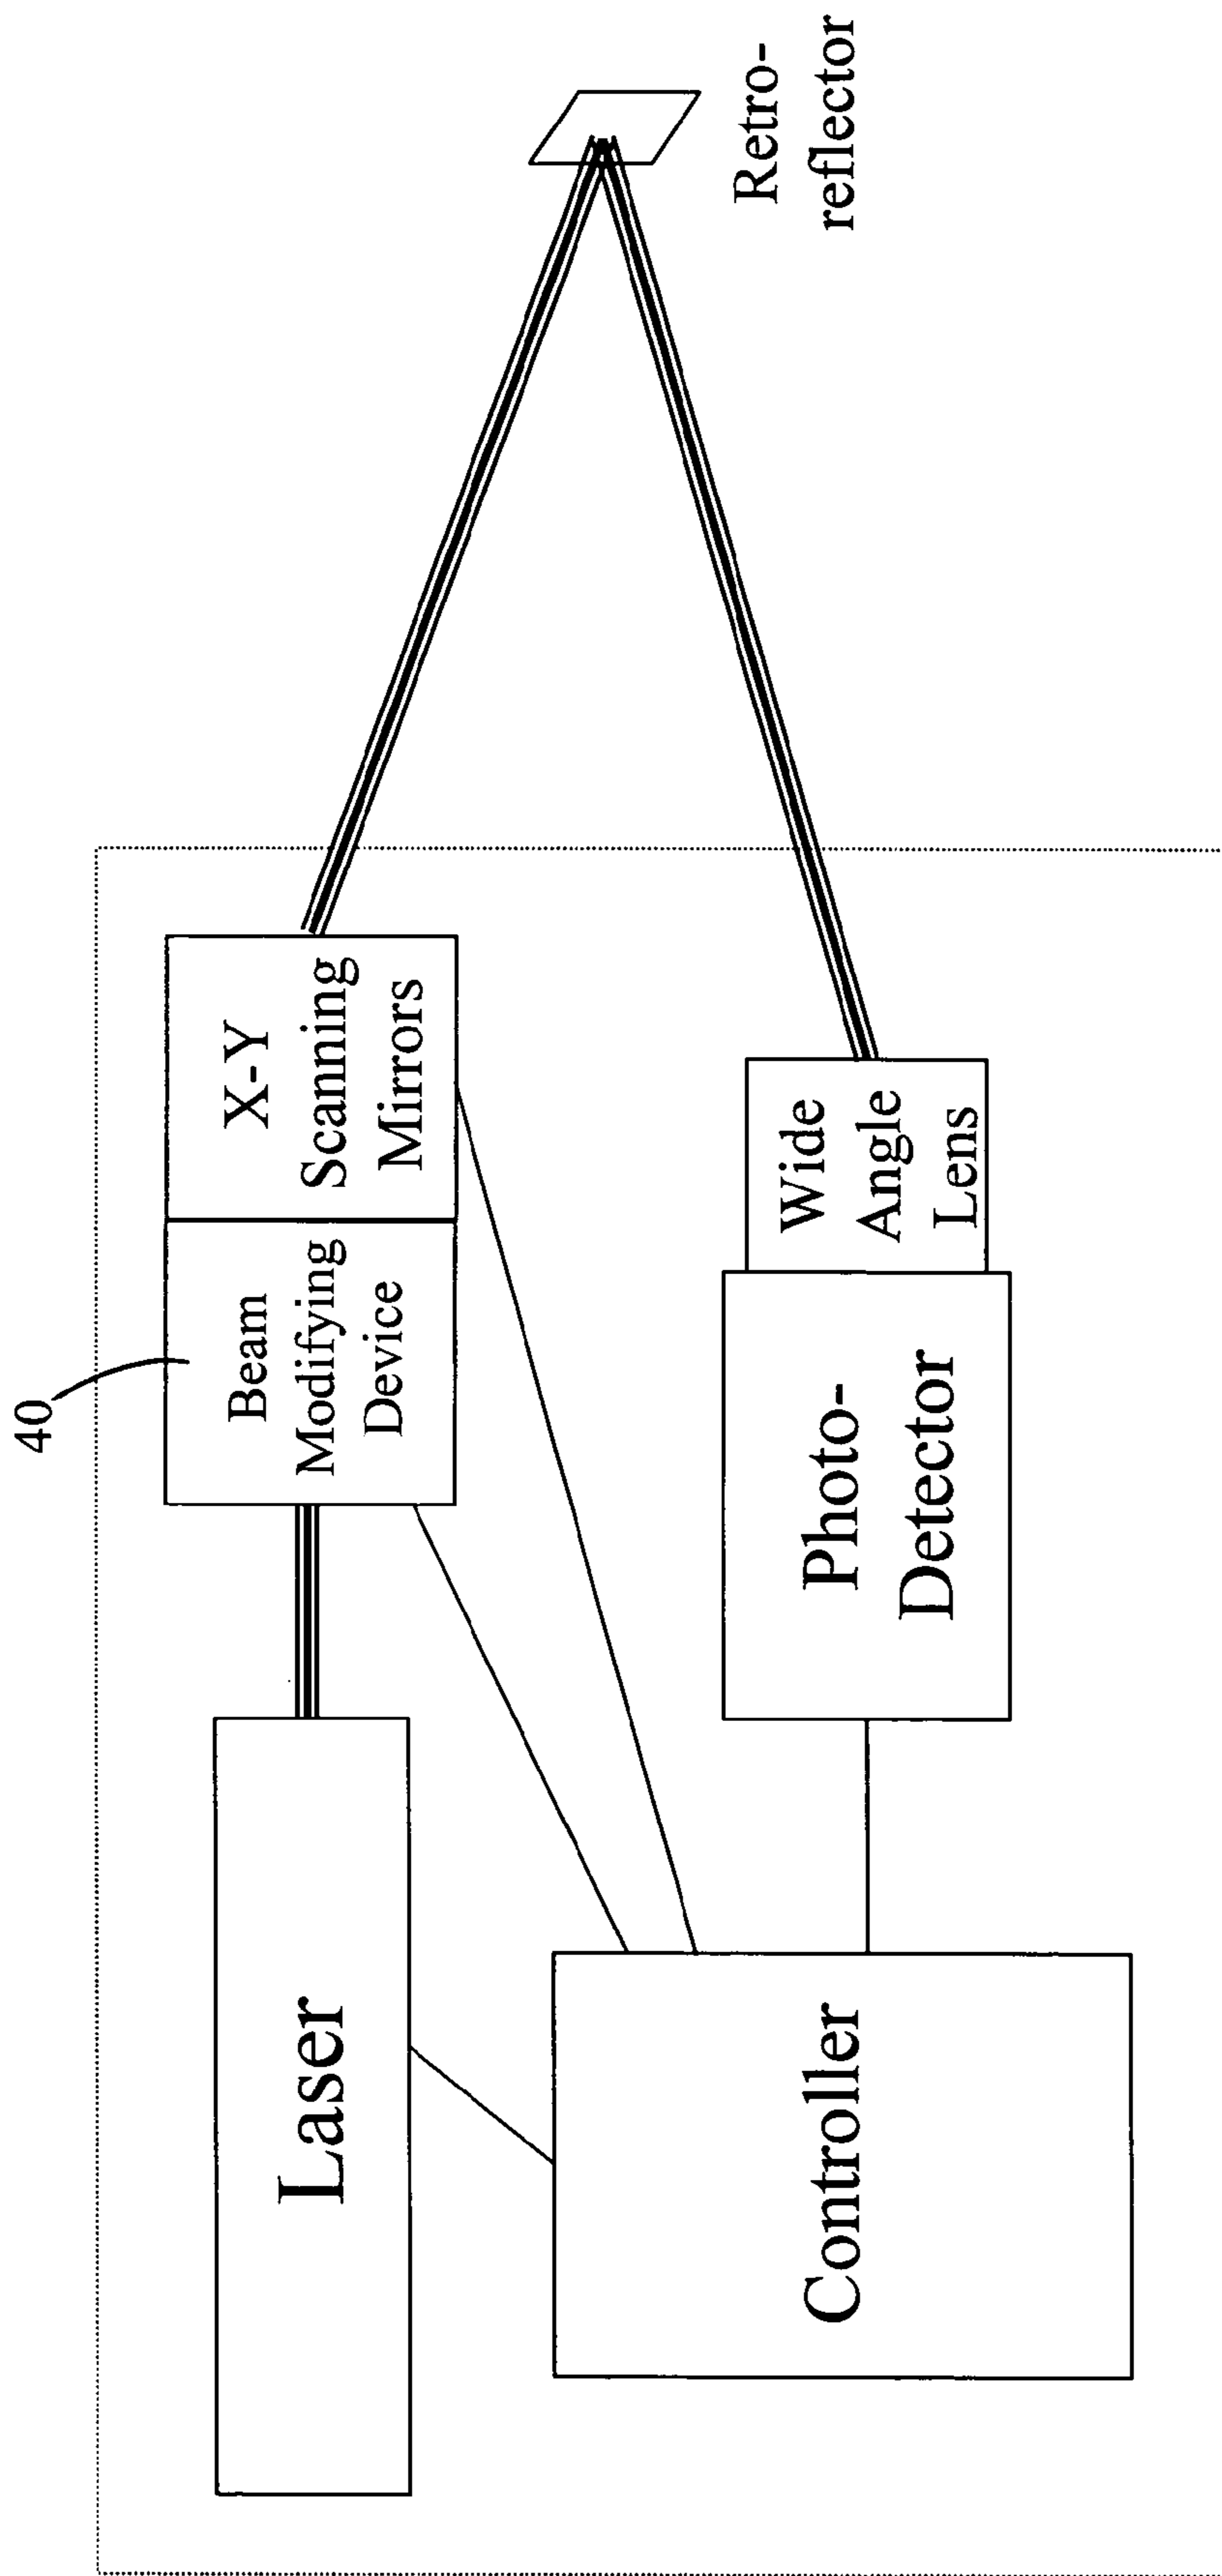 40
Laser
Beam
Modifying
Device
X-Y
Scanning
Mirrors
Retro-
reflector
Controller
Photo-
Detector
Wide
Angle
Lens